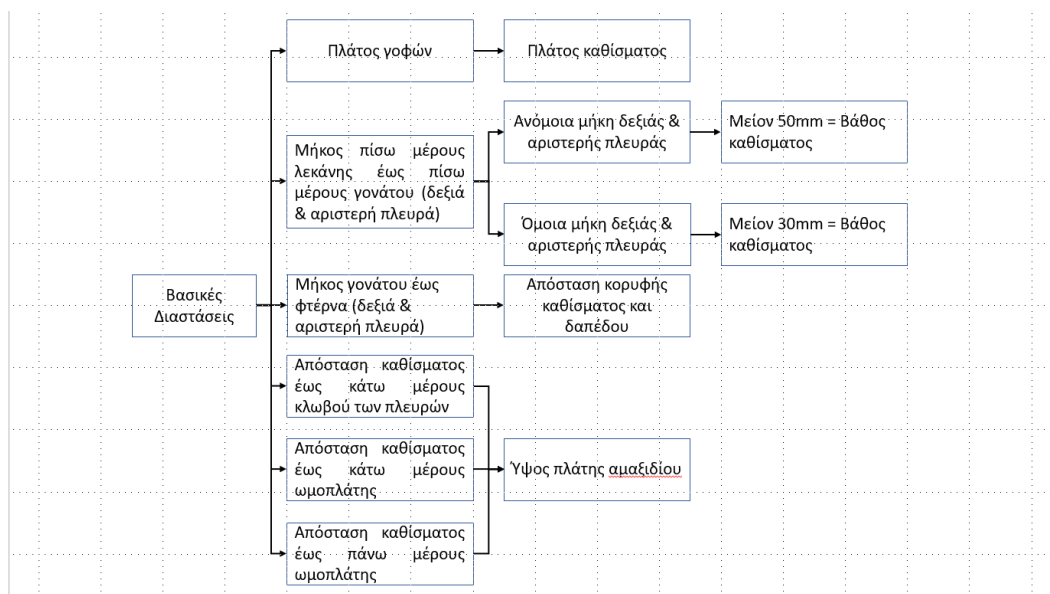 Πλάτος γοφών
Πλάτος καθίσματος
Ανόμοια μήκη δεξιάς &
αριστερής πλευράς
Μείον 50mm = Βάθος
καθίσματος
Μήκος πίσω μέρους
λεκάνης έως πίσω
μέρους γονάτου (δεξιά
& αριστερή πλευρά)
Όμοια μήκη δεξιάς &
αριστερής πλευράς
Μείον 30mm = Βάθος
καθίσματος
Βασικές
Διαστάσεις
Μήκος γονάτου έως
φτέρνα (δεξιά &
αριστερή πλευρά)
Απόσταση κορυφής
καθίσματος και
δαπέδου
Απόσταση καθίσματος
έως κάτω μέρους
κλωβού των πλευρών
Απόσταση καθίσματος
έως κάτω μέρους
ωμοπλάτης
Ύψος πλάτης αμαξιδίου
Απόσταση καθίσματος
έως πάνω μέρους
ωμοπλάτης